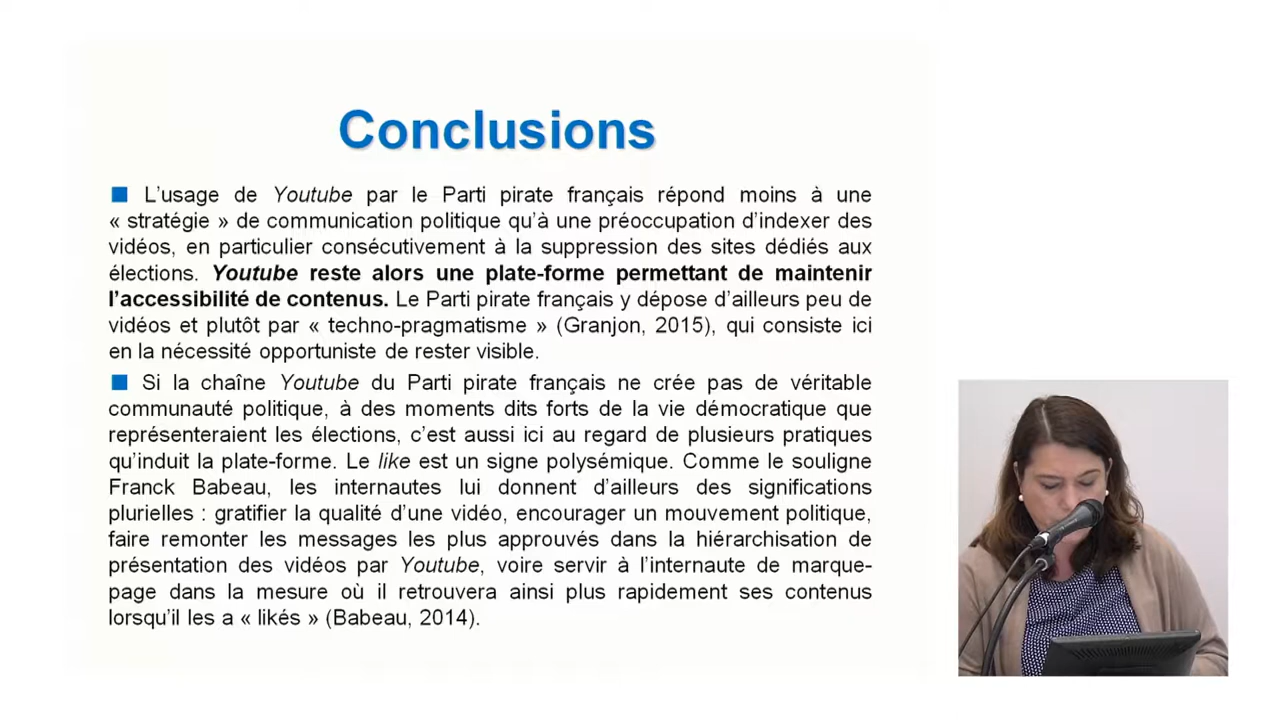 Conclusions
L’usage de Youtube par le Parti pirate français répond moins à une
« stratégie » de communication politique qu’à une préoccupation d’indexer des
vidéos, en particulier consécutivement à la suppression des sites dédiés aux
élections. Youtube reste alors une plate-forme permettant de maintenir
l’accessibilité de contenus. Le Parti pirate français y dépose d’ailleurs peu de
vidéos et plutôt par « techno-pragmatisme » (Granjon, 2015), qui consiste ici
en la nécessité opportuniste de rester visible.
Si la chaîne Youtube du Parti pirate français ne crée pas de véritable
communauté politique, à des moments dits forts de la vie démocratique que
représenteraient les élections, c’est aussi ici au regard de plusieurs pratiques
qu’induit la plate-forme. Le like est un signe polysémique. Comme le souligne
Franck Babeau, les internautes lui donnent d’ailleurs des significations
plurielles : gratifier la qualité d’une vidéo, encourager un mouvement politique,
faire remonter les messages les plus approuvés dans la hiérarchisation de
présentation des vidéos par Youtube, voire servir à l’internaute de marque-
page dans la mesure où il retrouvera ainsi plus rapidement ses contenus
lorsqu’il les a « likés » (Babeau, 2014).